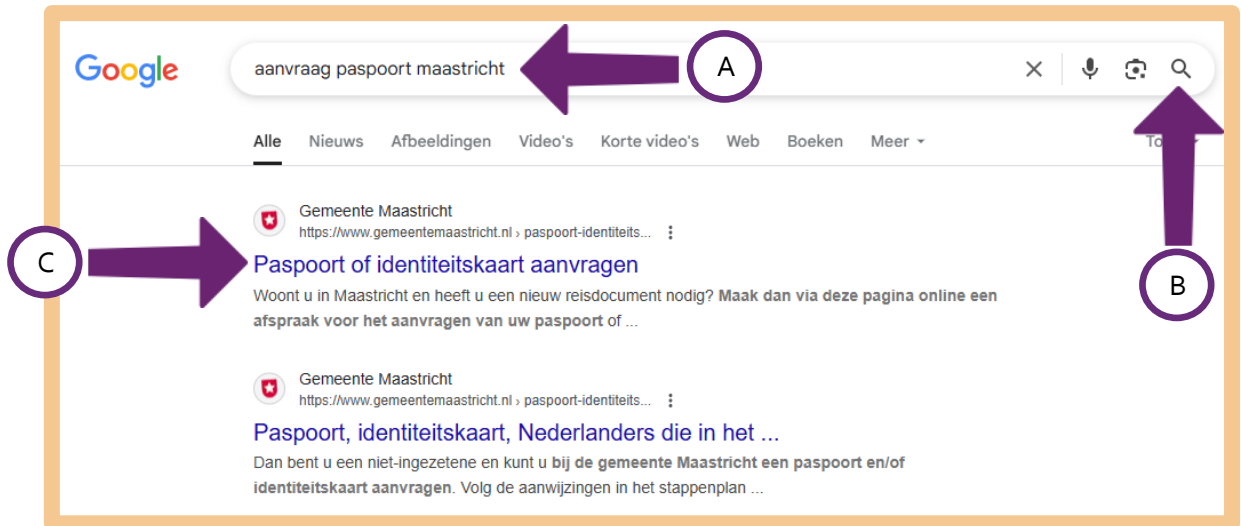 Google
aanvraag paspoort maastricht
A
Alle Nieuws Afbeeldingen Video's Korte video's Web Boeken Meer
B
Gemeente Maastricht
https://www.gemeentemaastricht.nl › paspoort-identiteits...
C
Paspoort of identiteitskaart aanvragen
Woont u in Maastricht en heeft u een nieuw reisdocument nodig? Maak dan via deze pagina online een
afspraak voor het aanvragen van uw paspoort of ...
Gemeente Maastricht
https://www.gemeentemaastricht.nl › paspoort-identiteits...
Paspoort, identiteitskaart, Nederlanders die in het ...
Dan bent u een niet-ingezetene en kunt u bij de gemeente Maastricht een paspoort en/of
identiteitskaart aanvragen. Volg de aanwijzingen in het stappenplan ...